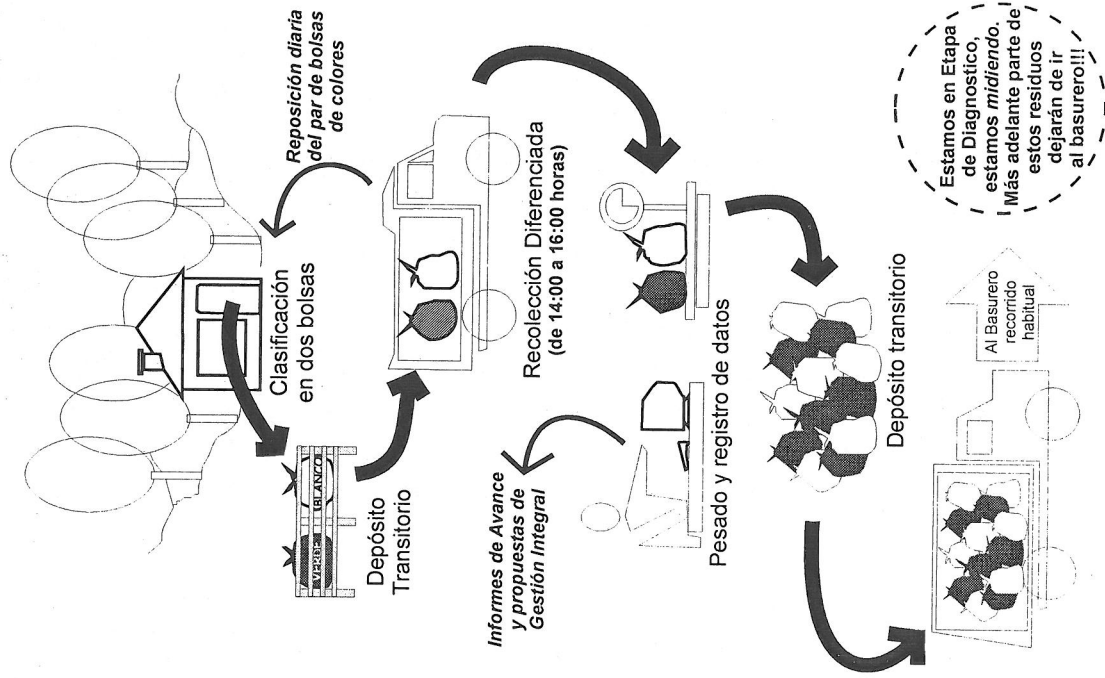 Clasificación
en dos bolsas
VERDE
BLANCO
Depósito
Transitorio
Reposición diaria
del par de bolsas
de colores
Recolección Diferenciada
(de 14:00 a 16:00 horas)
Informes de Avance
y propuestas de
Gestión Integral
Pesado y registro de datos
Depósito transitorio
Al Basurero
recorrido
habitual
Estamos en Etapa
de Diagnostico,
estamos midiendo.
Más adelante parte de
estos residuos
dejarán de ir
al basurero!!!